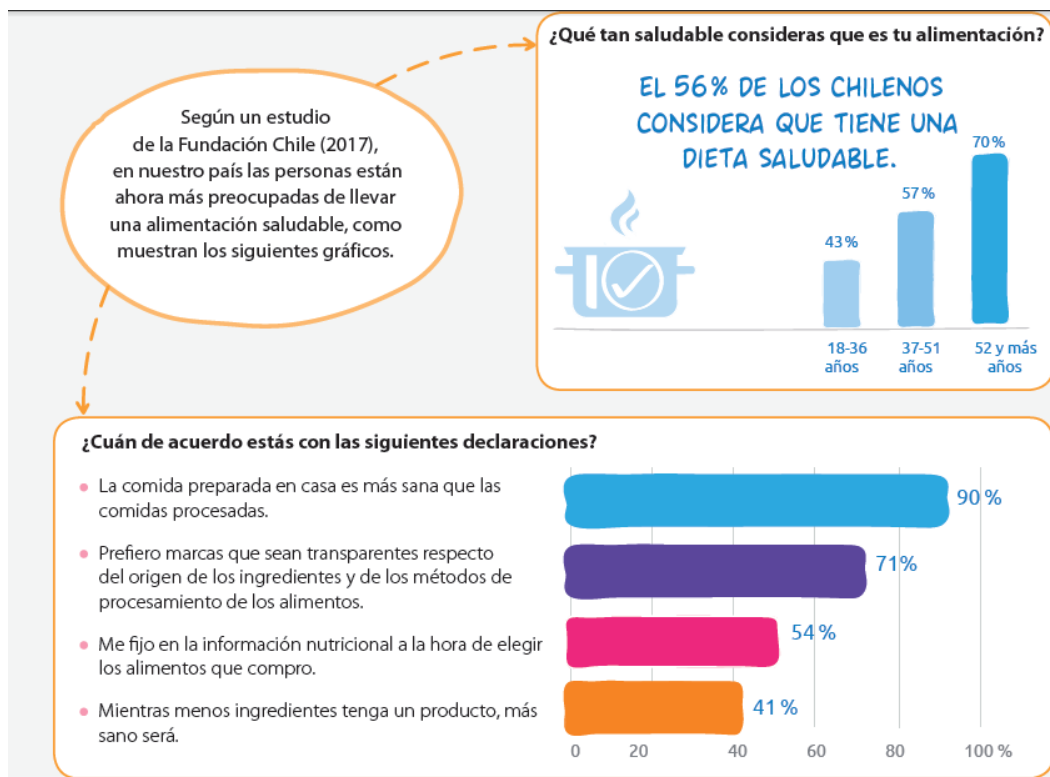 Según un estudio
de la Fundación Chile (2017),
en nuestro país las personas están
ahora más preocupadas de llevar
una alimentación saludable, como
muestran los siguientes gráficos.
¿Qué tan saludable consideras que es tu alimentación?
EL 56% DE LOS CHILENOS
CONSIDERA QUE TIENE UNA
DIETA SALUDABLE.
43%
57%
70%
18-36
años
37-51
años
52 y más
años
¿Cuán de acuerdo estás con las siguientes declaraciones?
La comida preparada en casa es más sana que las
comidas procesadas.
90%
Prefiero marcas que sean transparentes respecto
del origen de los ingredientes y de los métodos de
procesamiento de los alimentos.
71%
Me fijo en la información nutricional a la hora de elegir
los alimentos que compro.
54%
Mientras menos ingredientes tenga un producto, más
sano será.
41%
0 20 40 60 80 100 %